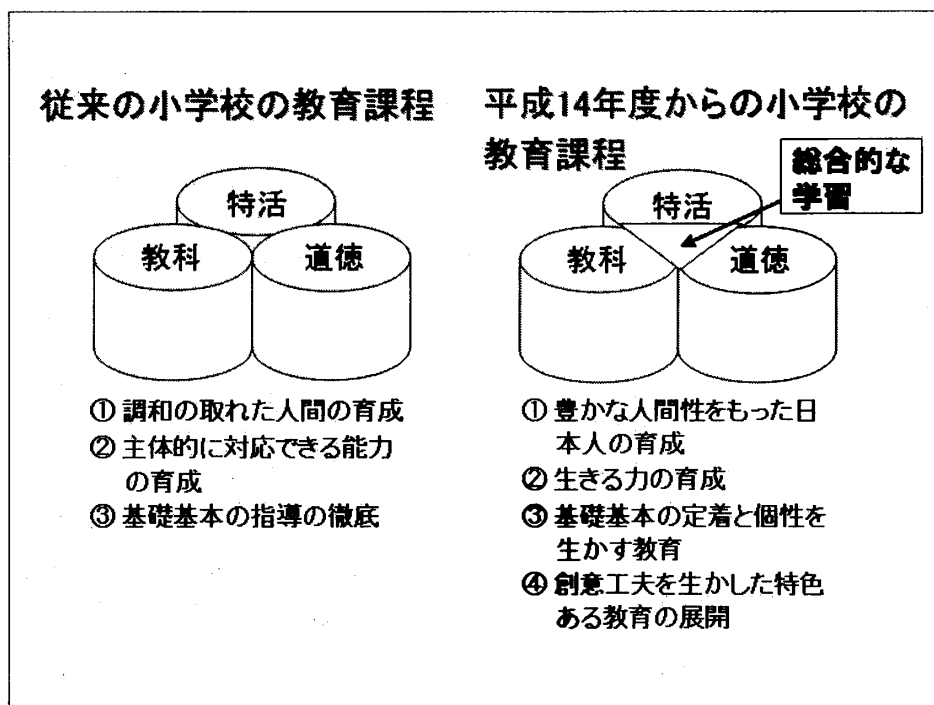 従来の小学校の教育課程
特活
教科
道徳
① 調和の取れた人間の育成
② 主体的に対応できる能力
の育成
③ 基礎基本の指導の徹底
平成14年度からの小学校の
教育課程
総合的な
学習
特活
教科
道徳
① 豊かな人間性をもった日
本人の育成
② 生きる力の育成
③ 基礎基本の定着と個性を
生かす教育
④ 創意工夫を生かした特色
ある教育の展開